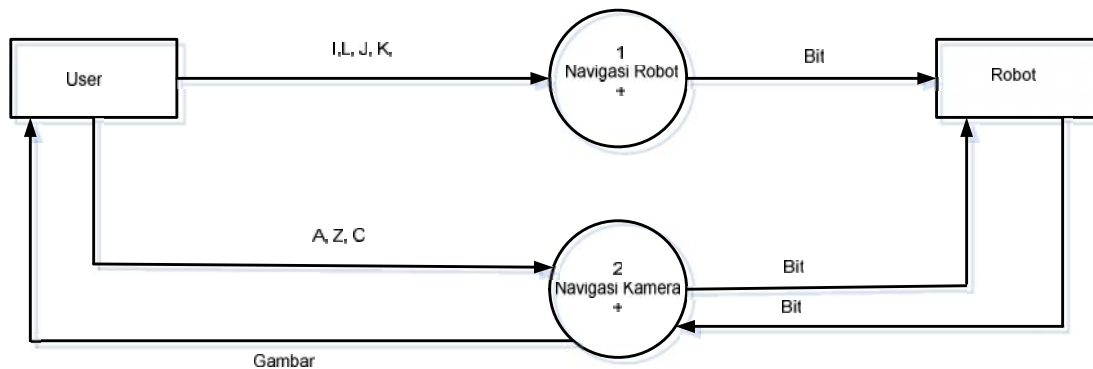 I,L, J, K,
1
Navigasi Robot
+
Bit
User
Robot
A, Z, C
2
Navigasi Kamera
+
Bit
Bit
Gambar